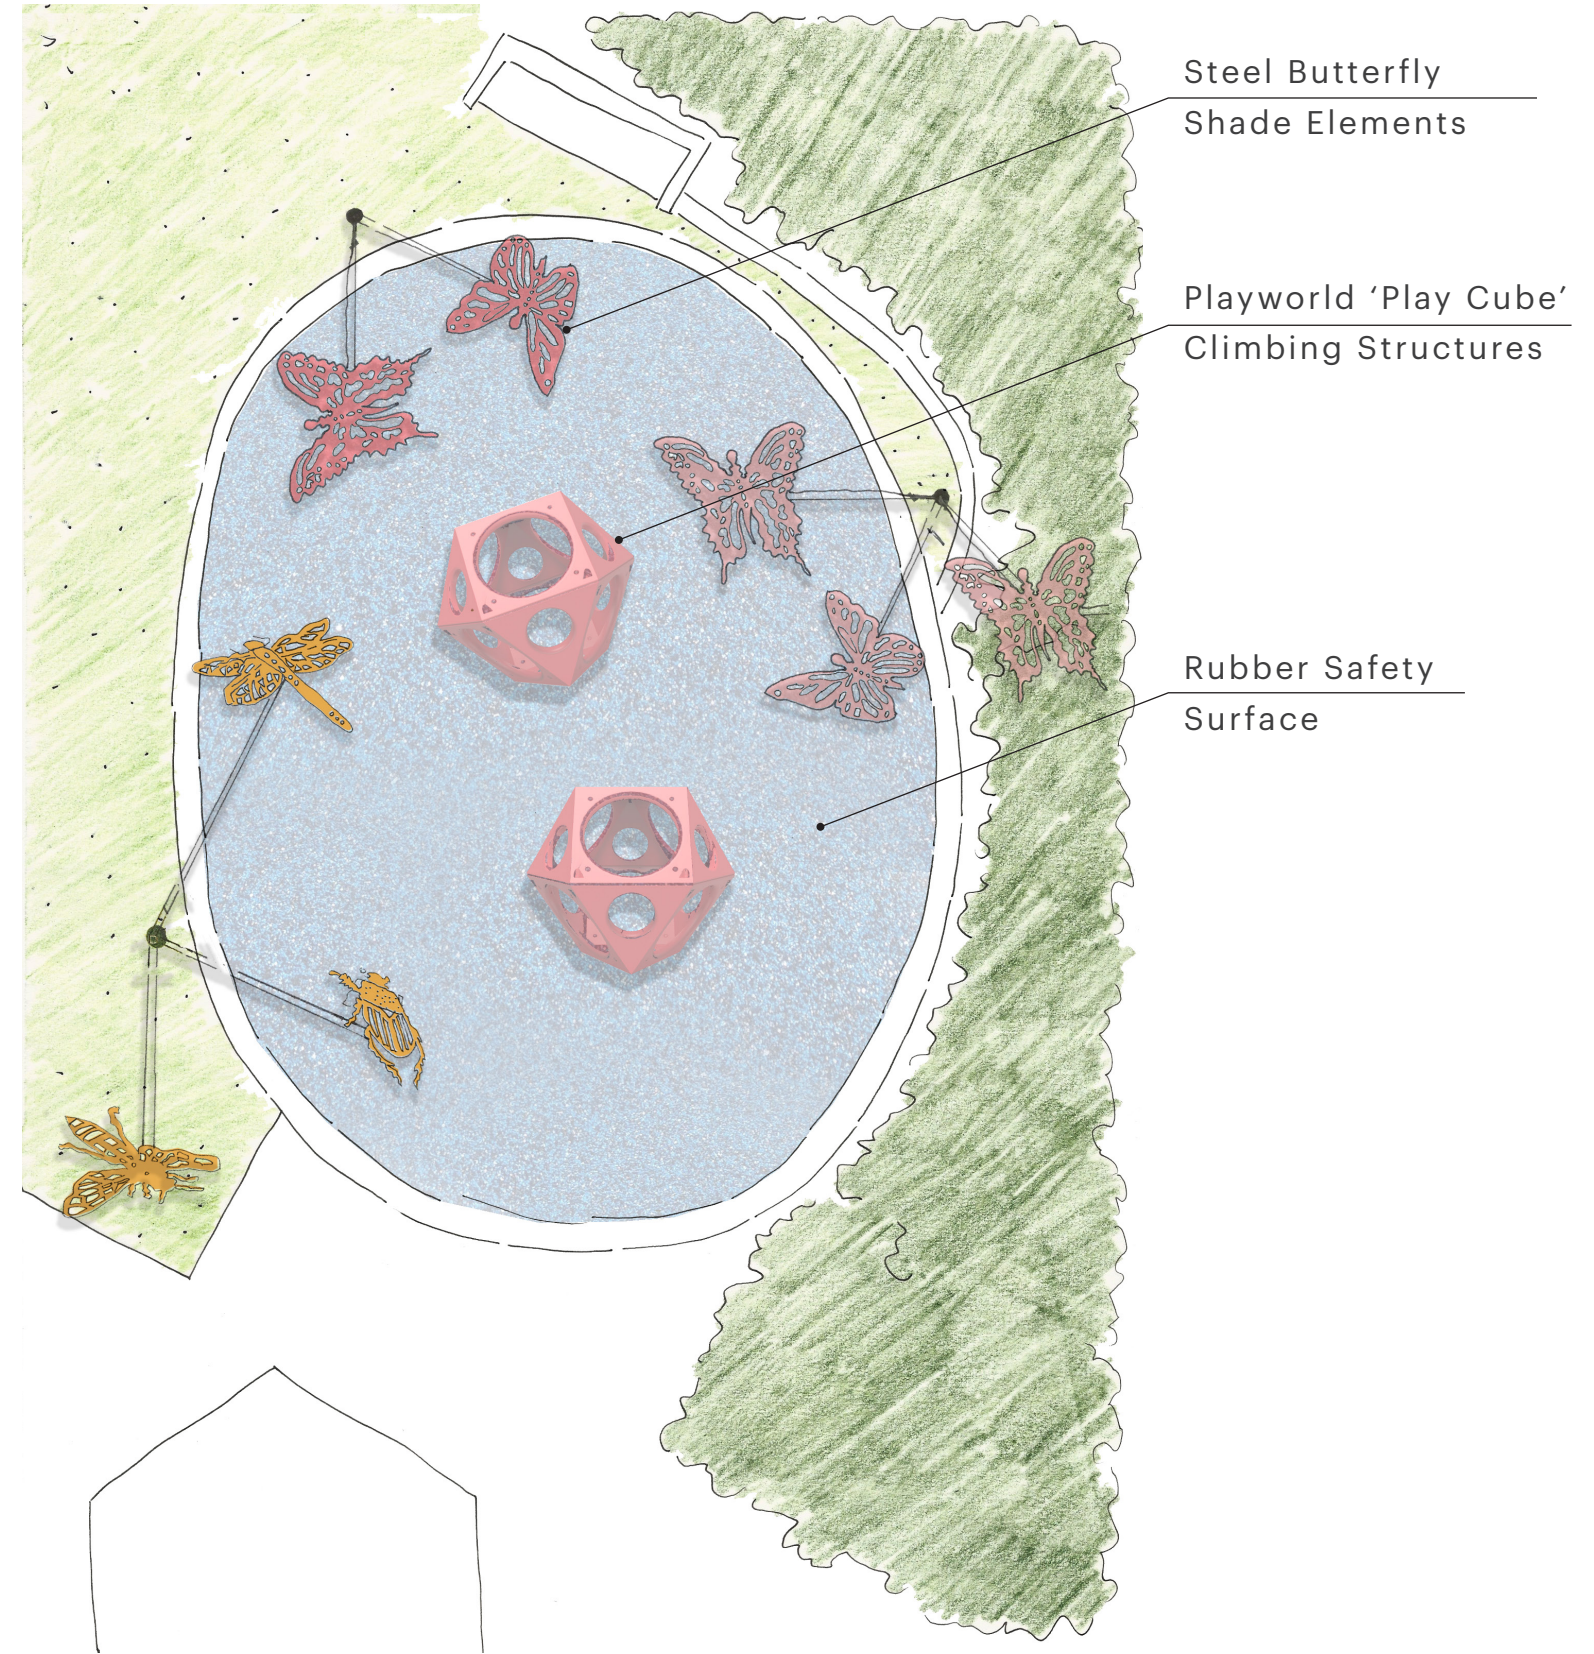 Steel Butterfly
Shade Elements
Playworld ‘Play Cube’
Climbing Structures
Rubber Safety
Surface